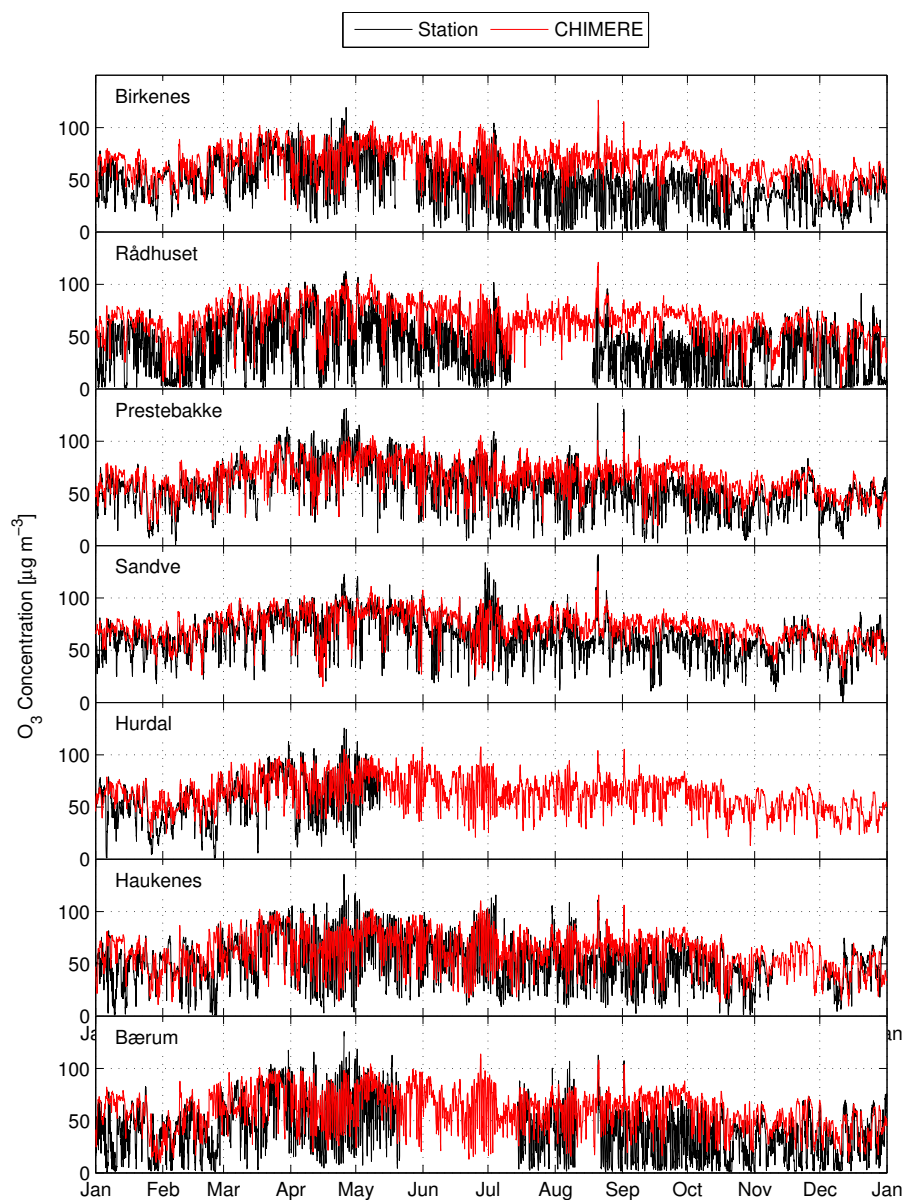 Station CHIMERE
Birkenes
100
50
0
Rådhuset
100
50
0
Prestebakke
100
50
0
Sandve
100
50
0
Hurdal
100
50
0
Haukenes
100
50
0
Ja an
Bærum
100
50
0
Jan Feb Mar Apr May Jun Jul Aug Sep Oct Nov Dec Jan
O₃ Concentration [µg m⁻³]